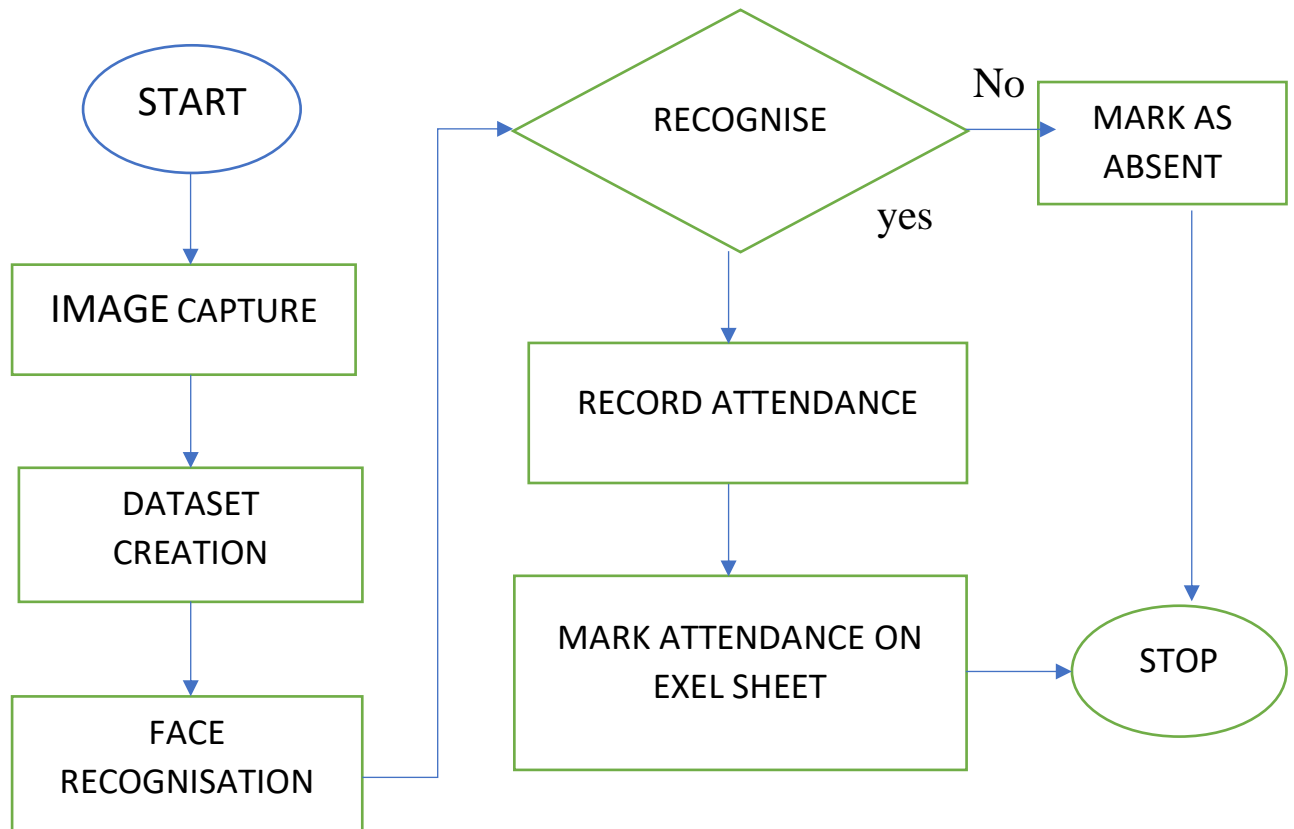 START
IMAGE CAPTURE
DATASET
CREATION
FACE
RECOGNISATION
RECOGNISE
No
yes
MARK AS
ABSENT
RECORD ATTENDANCE
MARK ATTENDANCE ON
EXEL SHEET
STOP